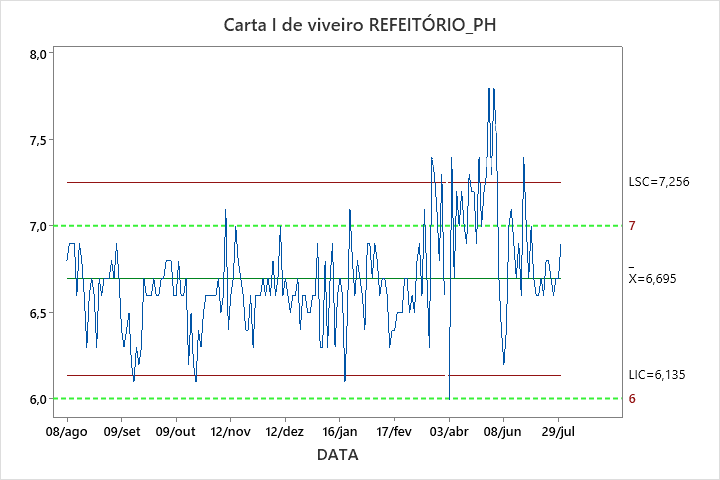 Carta I de viveiro REFEITÓRIO_PH
8,0
7,5
7,0
6,5
6,0
LSC=7,256
7
_
X=6,695
LIC=6,135
6
08/ago 09/set 09/out 12/nov 12/dez 16/jan 17/fev 03/abr 08/jun 29/jul
DATA